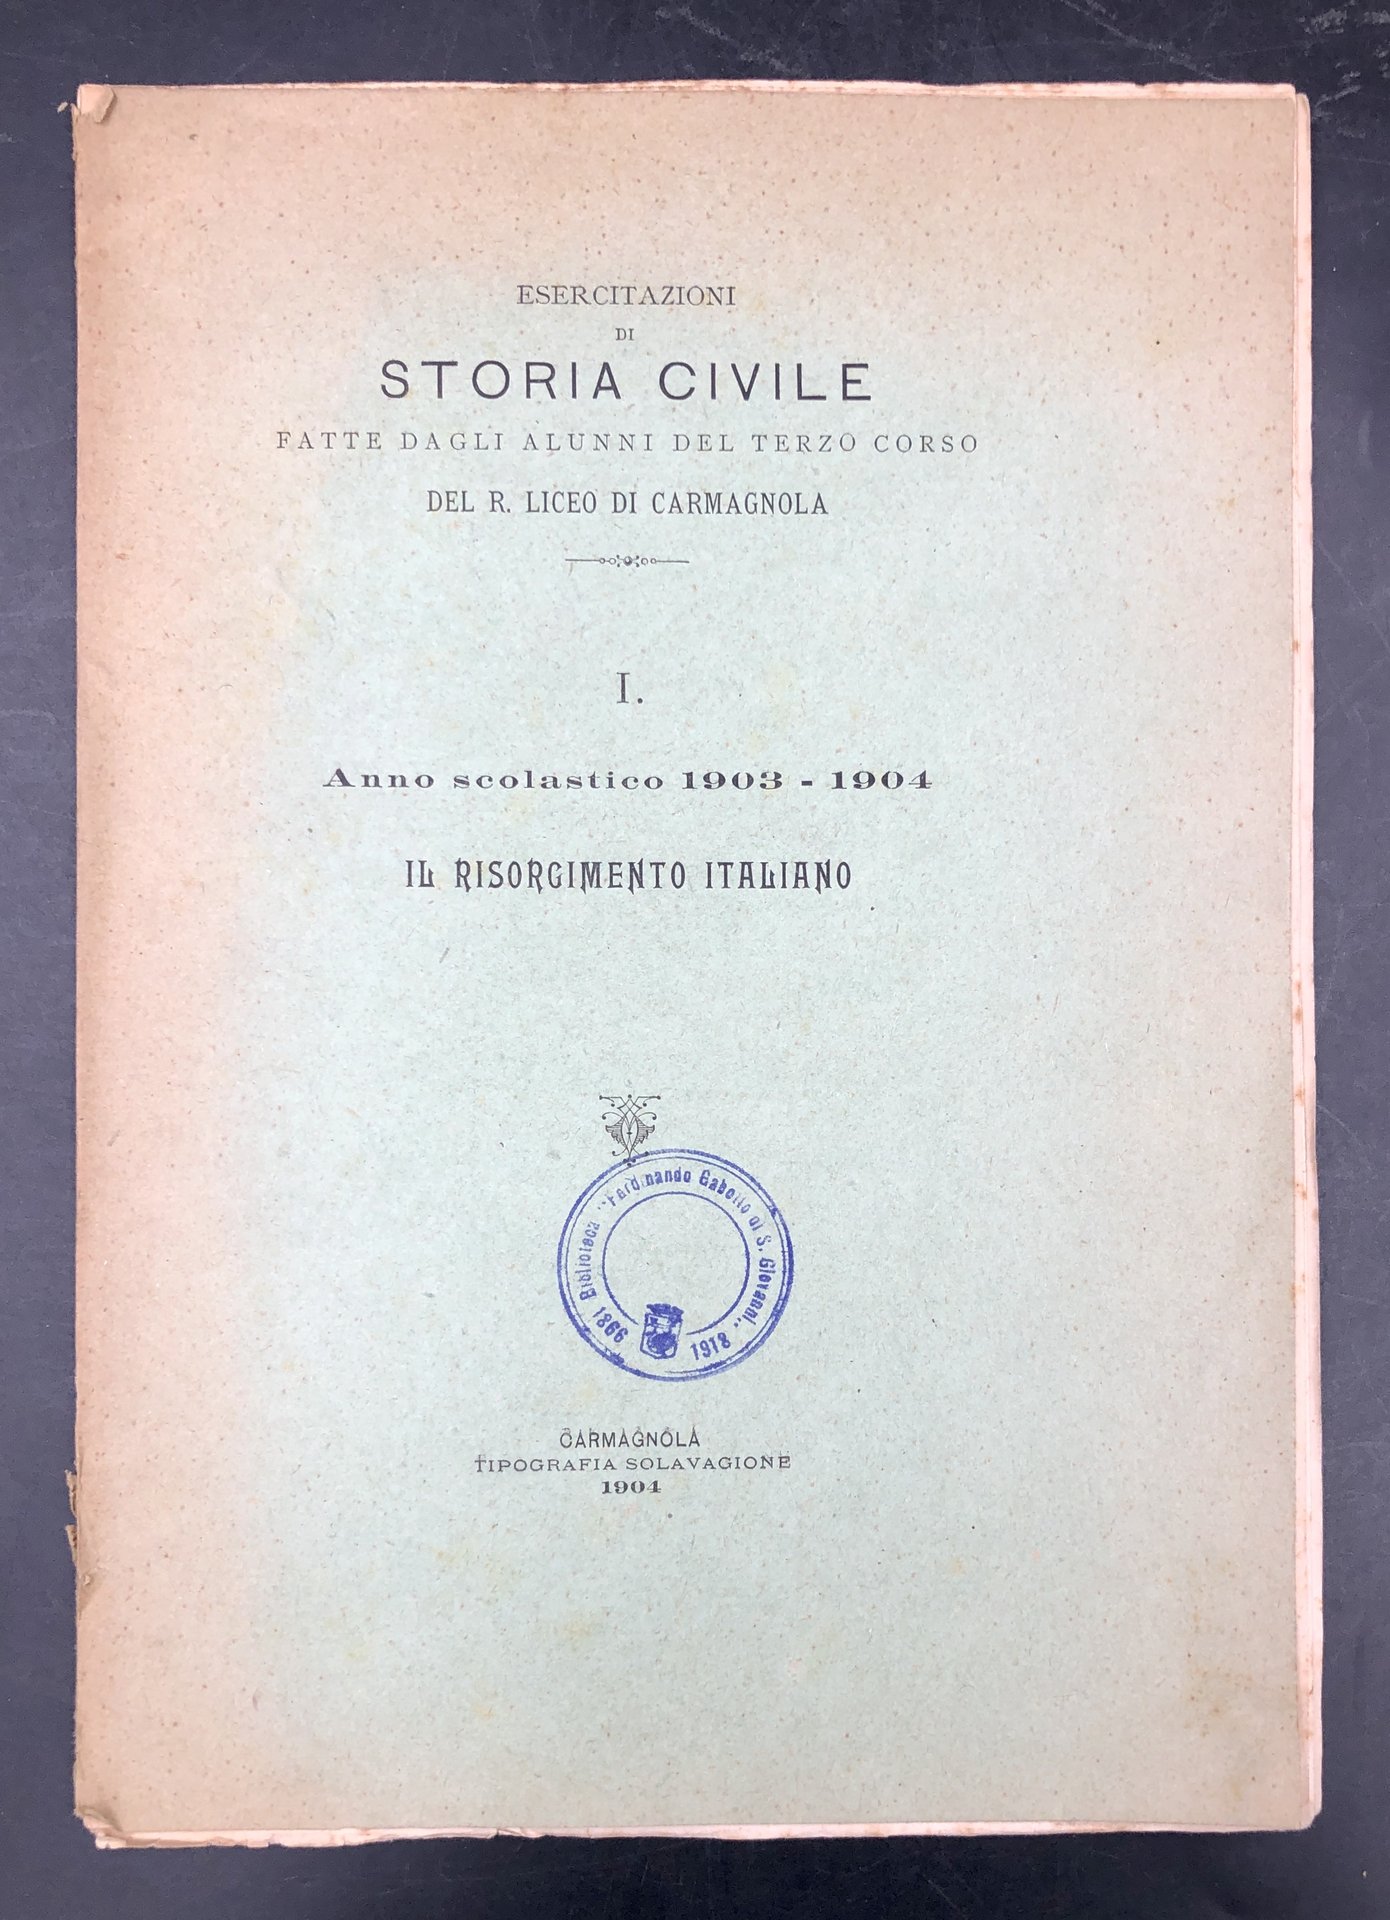 ESERCITAZIONI
DI
STORIA CIVILE
FATTE DAGLI ALUNNI DEL TERZO CORSO
DEL R. LICEO DI CARMAGNOLA
I.
Anno scolastico 1903 - 1904
IL RISORGIMENTO ITALIANO
Biblioteca "Ferdinando Gabotto di S. Giovanni„
1866 1918
CARMAGNOLA
TIPOGRAFIA SOLAVAGIONE
1904